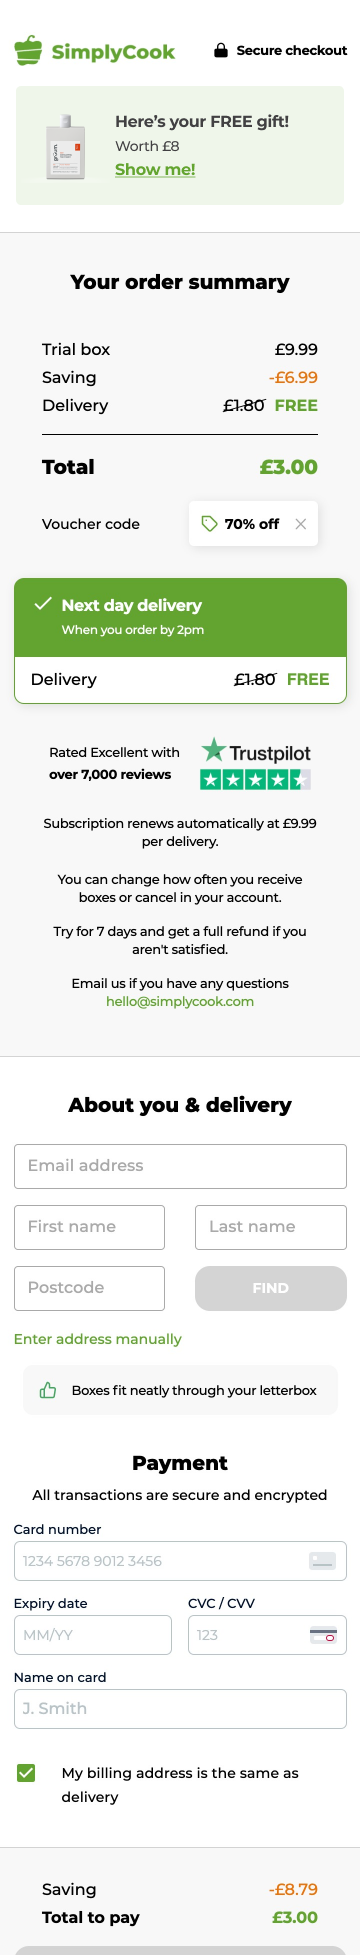 SimplyCook
Secure checkout
Here's your FREE gift!
Worth £8
Show me!
Your order summary
Trial box £9.99
Saving -£6.99
Delivery £1.80 FREE
Total £3.00
Voucher code 70% off
Next day delivery
When you order by 2pm
Delivery £1.80 FREE
Rated Excellent with
over 7,000 reviews
Trustpilot
Subscription renews automatically at £9.99
per delivery.
You can change how often you receive
boxes or cancel in your account.
Try for 7 days and get a full refund if you
aren't satisfied.
Email us if you have any questions
hello@simplycook.com
About you & delivery
Email address
First name Last name
Postcode FIND
Enter address manually
Boxes fit neatly through your letterbox
Payment
All transactions are secure and encrypted
Card number
1234 5678 9012 3456
Expiry date CVC / CVV
MM/YY 123
Name on card
J. Smith
My billing address is the same as
delivery
Saving -£8.79
Total to pay £3.00